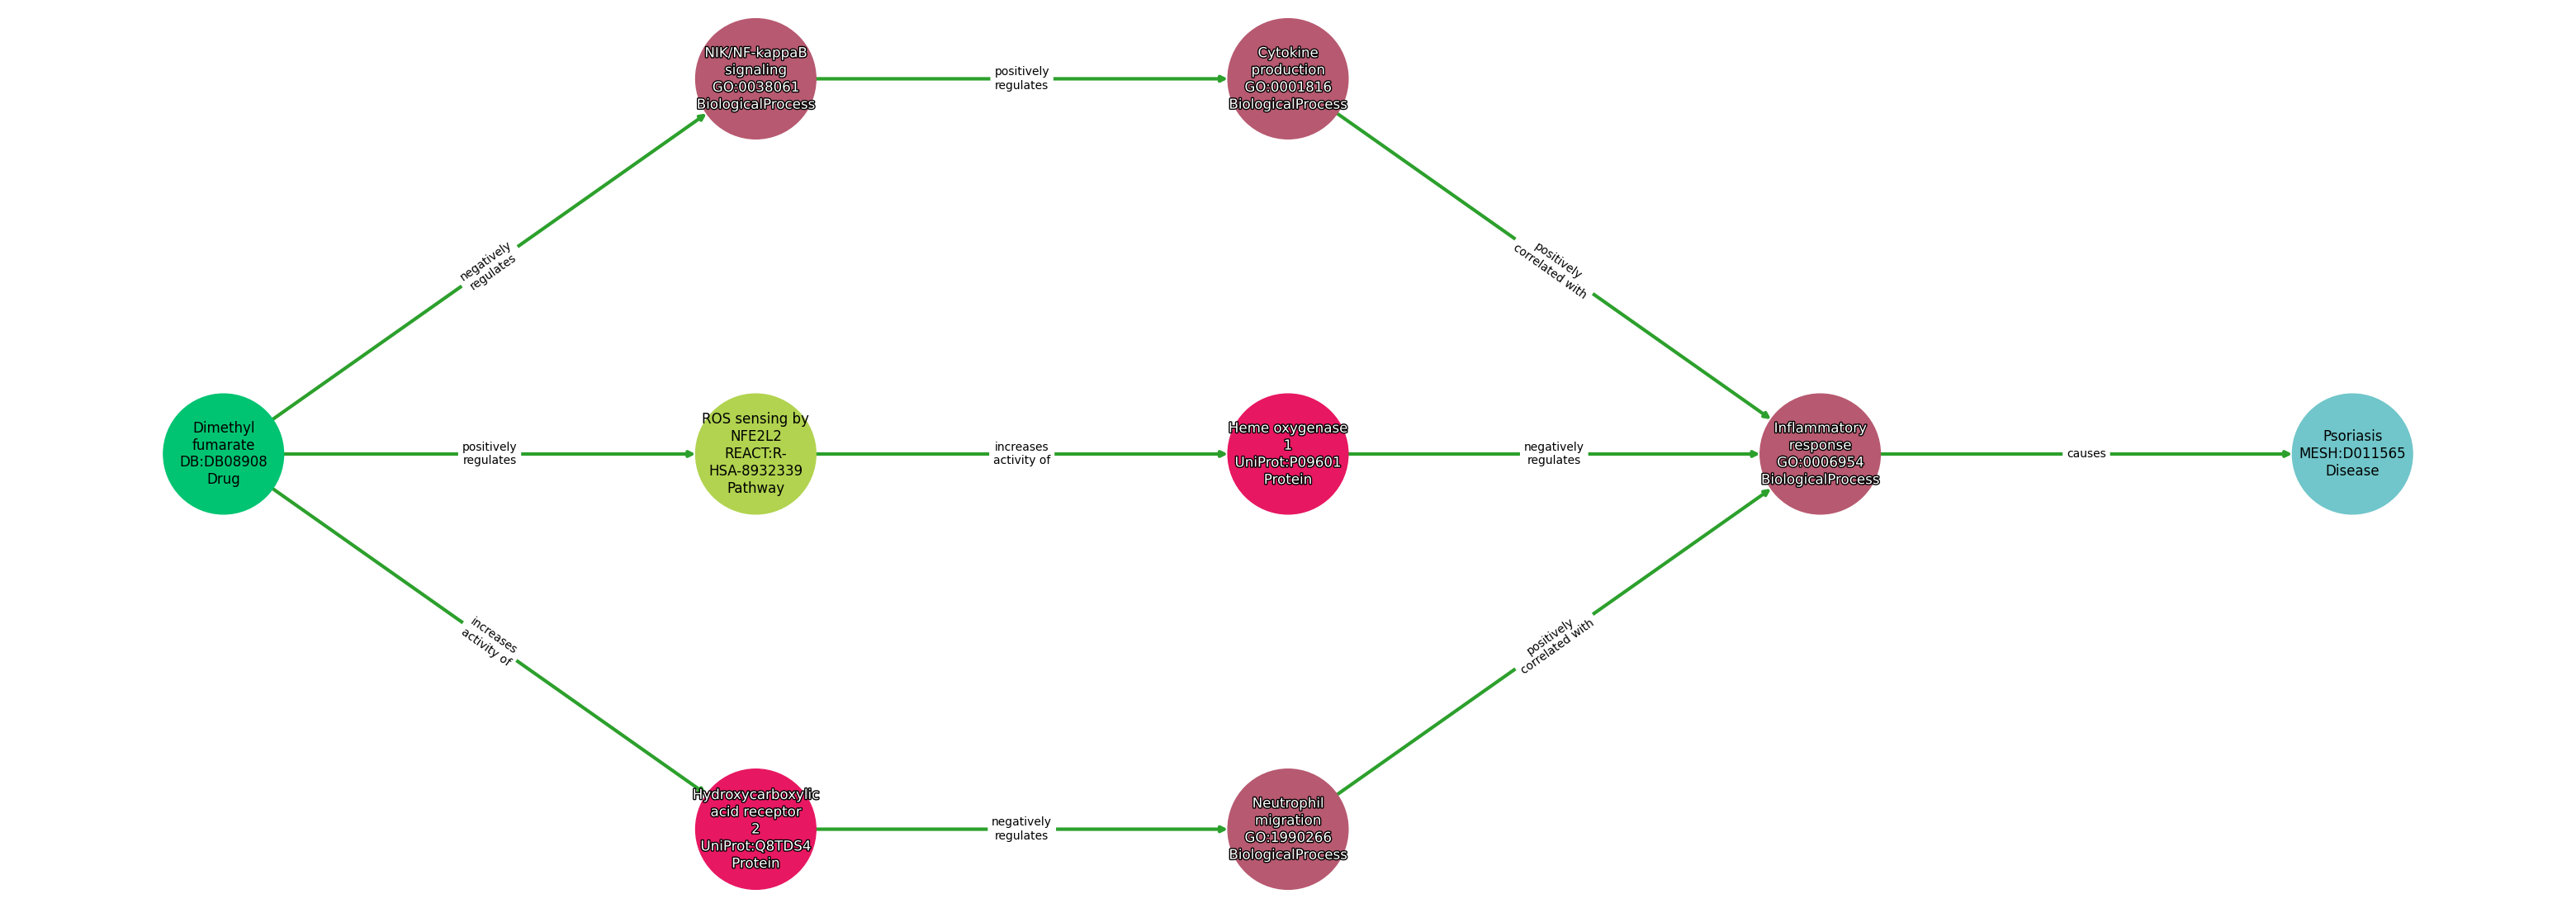 NIK/NF-kappaB
signaling
GO:0038061
BiologicalProcess
positively
regulates
Cytokine
production
GO:0001816
BiologicalProcess
negatively
regulates
positively
correlated with
Dimethyl
fumarate
DB:DB08908
Drug
positively
regulates
ROS sensing by
NFE2L2
REACT:R-
HSA-8932339
Pathway
increases
activity of
Heme oxygenase
1
UniProt:P09601
Protein
negatively
regulates
Inflammatory
response
GO:0006954
BiologicalProcess
causes
Psoriasis
MESH:D011565
Disease
increases
activity of
positively
correlated with
Hydroxycarboxylic
acid receptor
2
UniProt:Q8TDS4
Protein
negatively
regulates
Neutrophil
migration
GO:1990266
BiologicalProcess